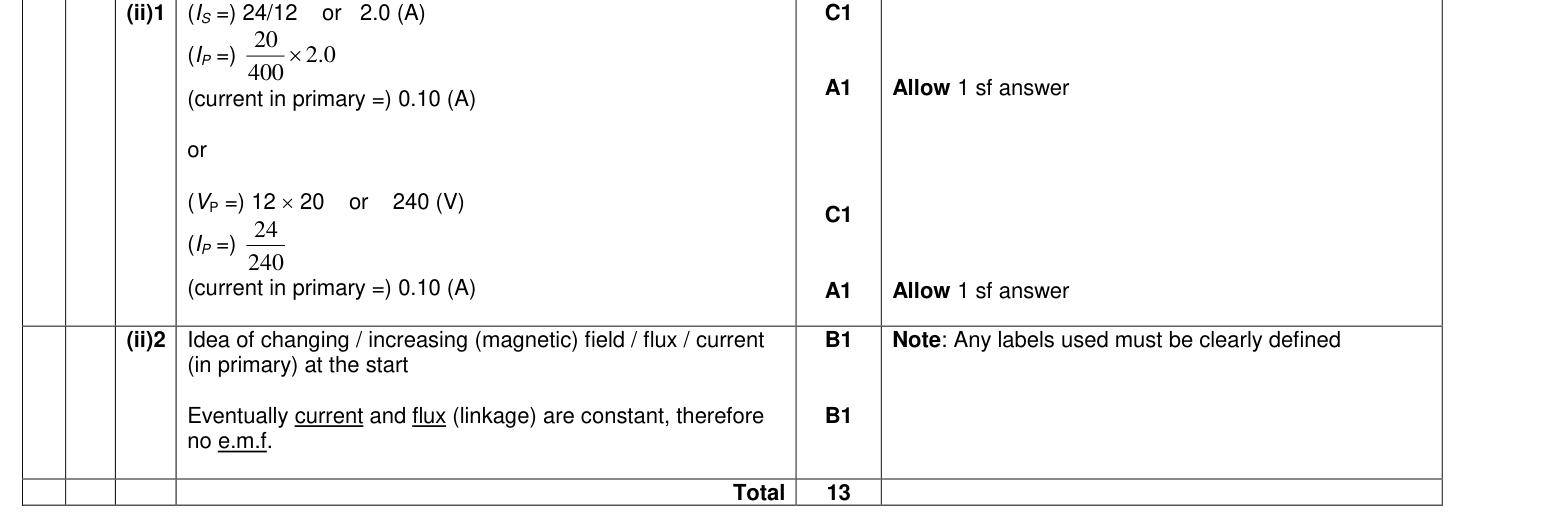 (ii)1 (IS =) 24/12 or 2.0 (A) C1
(IP =) 20/400 × 2.0
A1 Allow 1 sf answer
(current in primary =) 0.10 (A)
or
(VP =) 12 × 20 or 240 (V)
C1
(IP =) 24/240
(current in primary =) 0.10 (A) A1 Allow 1 sf answer
(ii)2 Idea of changing / increasing (magnetic) field / flux / current B1 Note: Any labels used must be clearly defined
(in primary) at the start
Eventually current and flux (linkage) are constant, therefore B1
no e.m.f.
Total 13